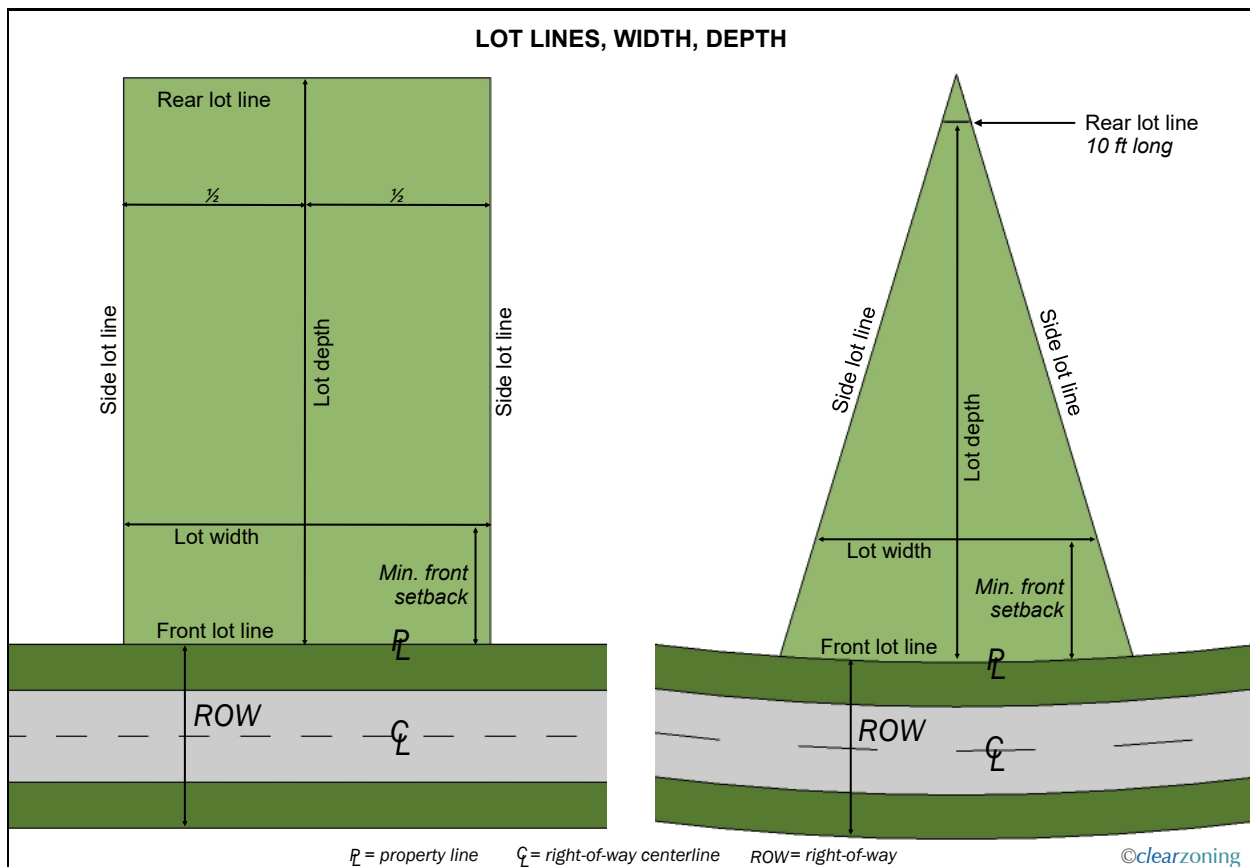 LOT LINES, WIDTH, DEPTH
Rear lot line
½
½
Side lot line
Lot depth
Side lot line
Lot width
Min. front
setback
Front lot line
PL
ROW
CL
Rear lot line
10 ft long
Side lot line
Side lot line
Lot depth
Lot width
Min. front
setback
Front lot line
PL
ROW
CL
PL = property line CL = right-of-way centerline ROW = right-of-way
©clearzoning